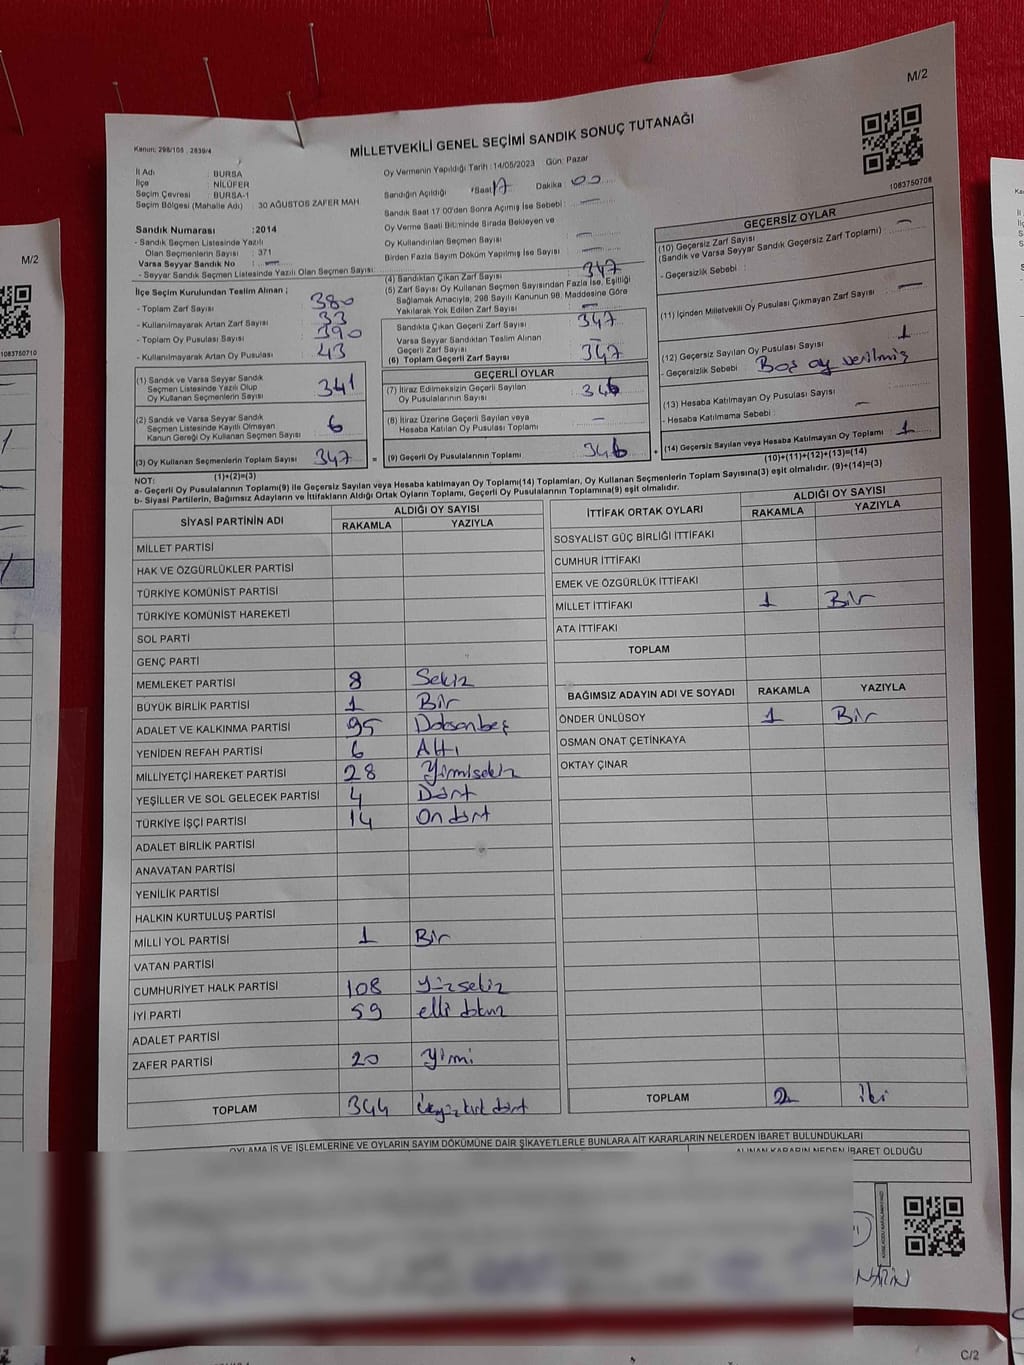 M/2
Kanun: 298/105 , 2839/4
MİLLETVEKİLİ GENEL SEÇİMİ SANDIK SONUÇ TUTANAĞI
1083750708
İl Adı : BURSA
İlçe : NİLÜFER
Seçim Çevresi : BURSA-1
Seçim Bölgesi (Mahalle Adı) : 30 AĞUSTOS ZAFER MAH.
Sandık Numarası : 2014
- Sandık Seçmen Listesinde Yazılı
Olan Seçmenlerin Sayısı : 371
Varsa Seyyar Sandık No : —
- Seyyar Sandık Seçmen Listesinde Yazılı Olan Seçmen Sayısı:
Oy Vermenin Yapıldığı Tarih :14/05/2023 Gün: Pazar
Sandığın Açıldığı Saat 17 Dakika : 00
Sandık Saat 17 00'den Sonra Açımış İse Sebebi : —
Oy Verme Saati Bitiminde Sırada Bekleyen ve
Oy Kullandırılan Seçmen Sayısı : —
Birden Fazla Sayım Döküm Yapılmış İse Sayısı : —
İlçe Seçim Kurulundan Teslim Alınan ;
- Toplam Zarf Sayısı : 380
- Kullanılmayarak Artan Zarf Sayısı : 33
- Toplam Oy Pusulası Sayısı : 390
- Kullanılmayarak Artan Oy Pusulası : 43
(1) Sandık ve Varsa Seyyar Sandık
Seçmen Listesinde Yazılı Olup
Oy Kullanan Seçmenlerin Sayısı : 341
(2) Sandık ve Varsa Seyyar Sandık
Seçmen Listesinde Kayıtlı Olmayan
Kanun Gereği Oy Kullanan Seçmen Sayısı : 6
(3) Oy Kullanan Seçmenlerin Toplam Sayısı : 347
(1)+(2)=(3)
(4) Sandıktan Çıkan Zarf Sayısı : 347
(5) Zarf Sayısı Oy Kullanan Seçmen Sayısından Fazla İse, Eşitliği
Sağlamak Amacıyla, 298 Sayılı Kanunun 98. Maddesine Göre
Yakılarak Yok Edilen Zarf Sayısı : —
Sandıkta Çıkan Geçerli Zarf Sayısı : 347
Varsa Seyyar Sandıktan Teslim Alınan
Geçerli Zarf Sayısı : —
(6) Toplam Geçerli Zarf Sayısı : 347
GEÇERLİ OYLAR
(7) İtiraz Edilmeksizin Geçerli Sayılan
Oy Pusulalarının Sayısı : 346
(8) İtiraz Üzerine Geçerli Sayılan veya
Hesaba Katılan Oy Pusulası Toplamı : —
(9) Geçerli Oy Pusulalarının Toplamı : 346
GEÇERSİZ OYLAR
(10) Geçersiz Zarf Sayısı : —
(Sandık ve Varsa Seyyar Sandık Geçersiz Zarf Toplamı)
- Geçersizlik Sebebi :
(11) İçinden Milletvekili Oy Pusulası Çıkmayan Zarf Sayısı : —
(12) Geçersiz Sayılan Oy Pusulası Sayısı : 1
- Geçersizlik Sebebi : Boş oy verilmiş
(13) Hesaba Katılmayan Oy Pusulası Sayısı : —
- Hesaba Katılmama Sebebi :
(14) Geçersiz Sayılan veya Hesaba Katılmayan Oy Toplamı : 1
(10)+(11)+(12)+(13)=(14)
NOT:
a- Geçerli Oy Pusulalarının Toplamı(9) ile Geçersiz Sayılan veya Hesaba katılmayan Oy Toplamı(14) Toplamları, Oy Kullanan Seçmenlerin Toplam Sayısına(3) eşit olmalıdır. (9)+(14)=(3)
b- Siyasi Partilerin, Bağımsız Adayların ve İttifakların Aldığı Ortak Oyların Toplamı, Geçerli Oy Pusulalarının Toplamına(9) eşit olmalıdır.
SİYASİ PARTİNİN ADI ALDIĞI OY SAYISI
RAKAMLA YAZIYLA
MİLLET PARTİSİ
HAK VE ÖZGÜRLÜKLER PARTİSİ
TÜRKİYE KOMÜNİST PARTİSİ
TÜRKİYE KOMÜNİST HAREKETİ
SOL PARTİ
GENÇ PARTİ
MEMLEKET PARTİSİ 8 Sekiz
BÜYÜK BİRLİK PARTİSİ 1 Bir
ADALET VE KALKINMA PARTİSİ 95 Doksanbeş
YENİDEN REFAH PARTİSİ 6 Altı
MİLLİYETÇİ HAREKET PARTİSİ 28 Yirmisekiz
YEŞİLLER VE SOL GELECEK PARTİSİ 4 Dört
TÜRKİYE İŞÇİ PARTİSİ 14 On dört
ADALET BİRLİK PARTİSİ
ANAVATAN PARTİSİ
YENİLİK PARTİSİ
HALKIN KURTULUŞ PARTİSİ
MİLLİ YOL PARTİSİ 1 Bir
VATAN PARTİSİ
CUMHURİYET HALK PARTİSİ 108 Yüzsekiz
İYİ PARTİ 59 elli dokuz
ADALET PARTİSİ
ZAFER PARTİSİ 20 Yirmi
TOPLAM 344 Üçyüz kırk dört
İTTİFAK ORTAK OYLARI ALDIĞI OY SAYISI
RAKAMLA YAZIYLA
SOSYALİST GÜÇ BİRLİĞİ İTTİFAKI
CUMHUR İTTİFAKI
EMEK VE ÖZGÜRLÜK İTTİFAKI
MİLLET İTTİFAKI 1 Bir
ATA İTTİFAKI
TOPLAM
BAĞIMSIZ ADAYIN ADI VE SOYADI RAKAMLA YAZIYLA
ÖNDER ÜNLÜSOY 1 Bir
OSMAN ONAT ÇETİNKAYA
OKTAY ÇINAR
TOPLAM 2 İki
OYLAMA İŞ VE İŞLEMLERİNE VE OYLARIN SAYIM DÖKÜMÜNE DAİR ŞİKAYETLERLE BUNLARA AİT KARARLARIN NELERDEN İBARET BULUNDUKLARI
ALINAN KARARIN NEDEN İBARET OLDUĞU
M/2
1083750710
C/2